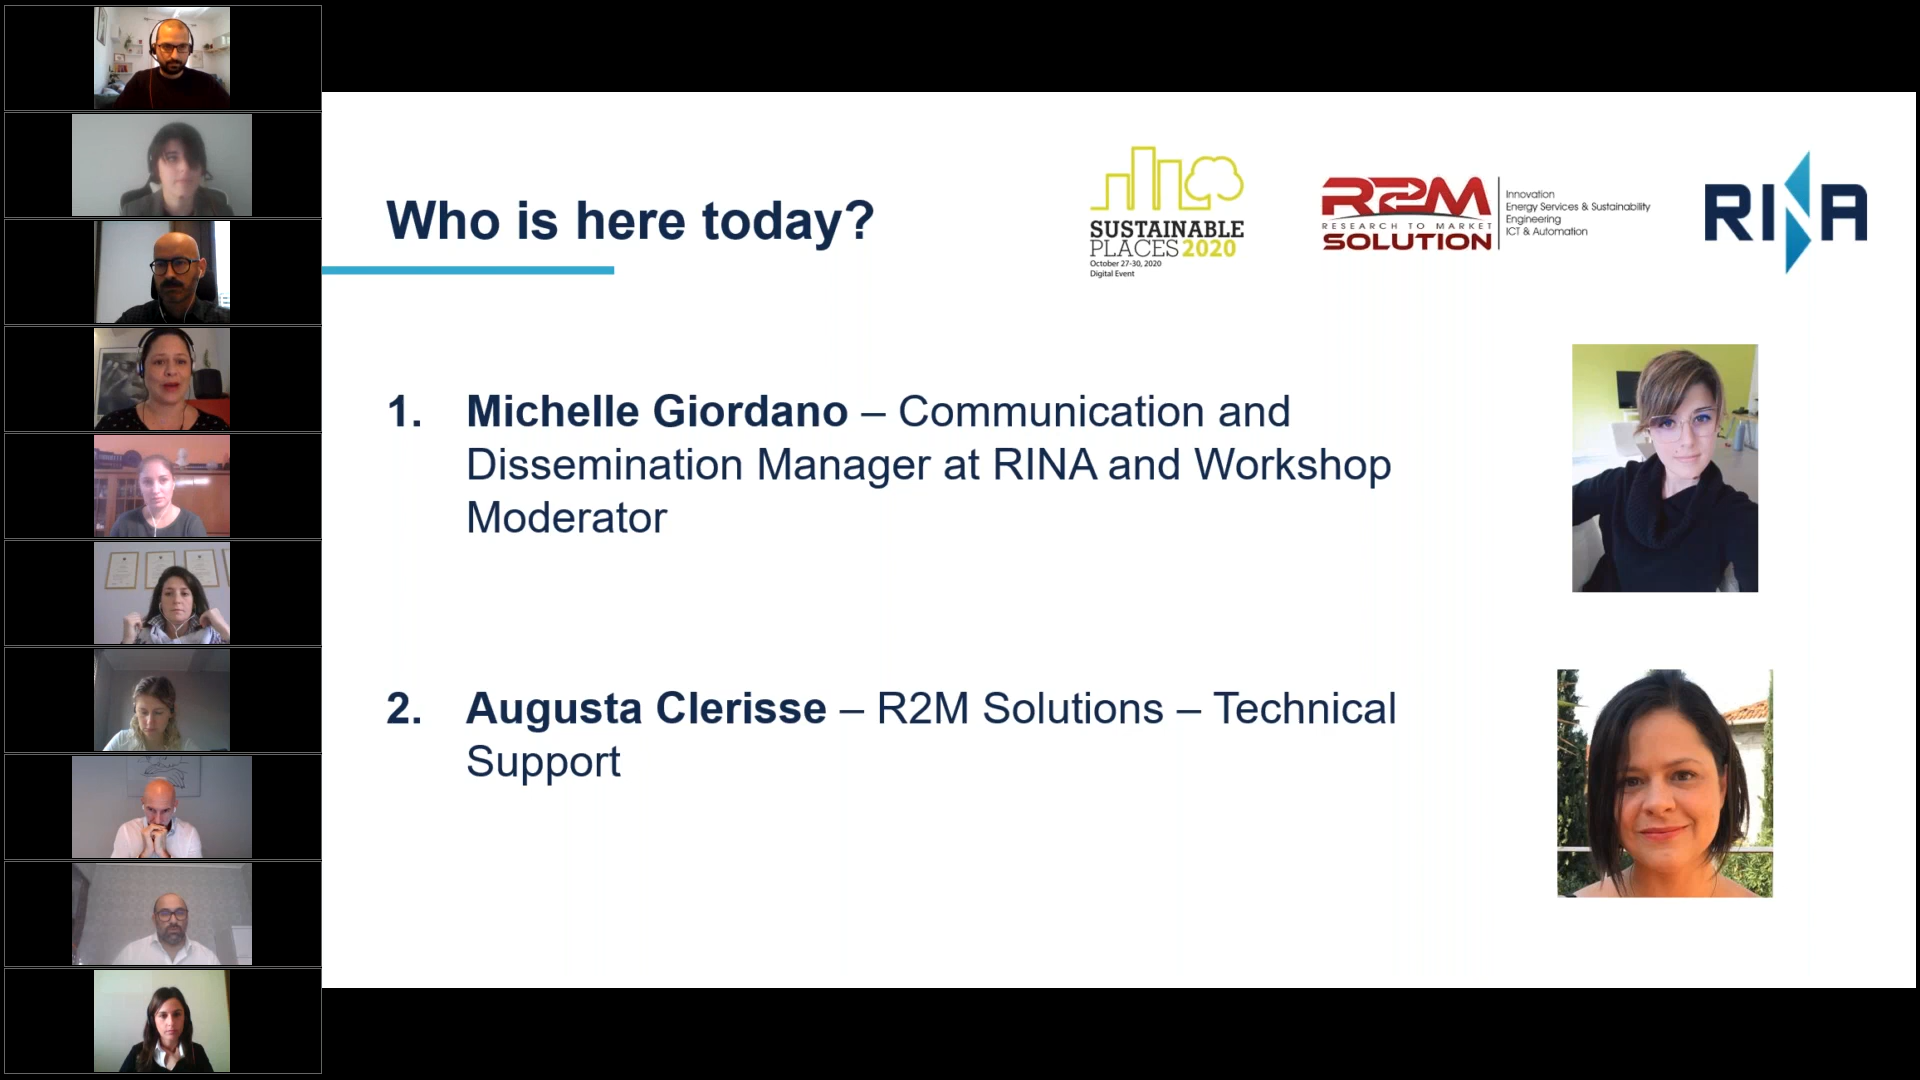 Who is here today?
SUSTAINABLE
PLACES 2020
October 27-30, 2020
Digital Event
R2M
RESEARCH TO MARKET
SOLUTION
Innovation
Energy Services & Sustainability
Engineering
ICT & Automation
RINA
1. Michelle Giordano – Communication and
Dissemination Manager at RINA and Workshop
Moderator
2. Augusta Clerisse – R2M Solutions – Technical
Support